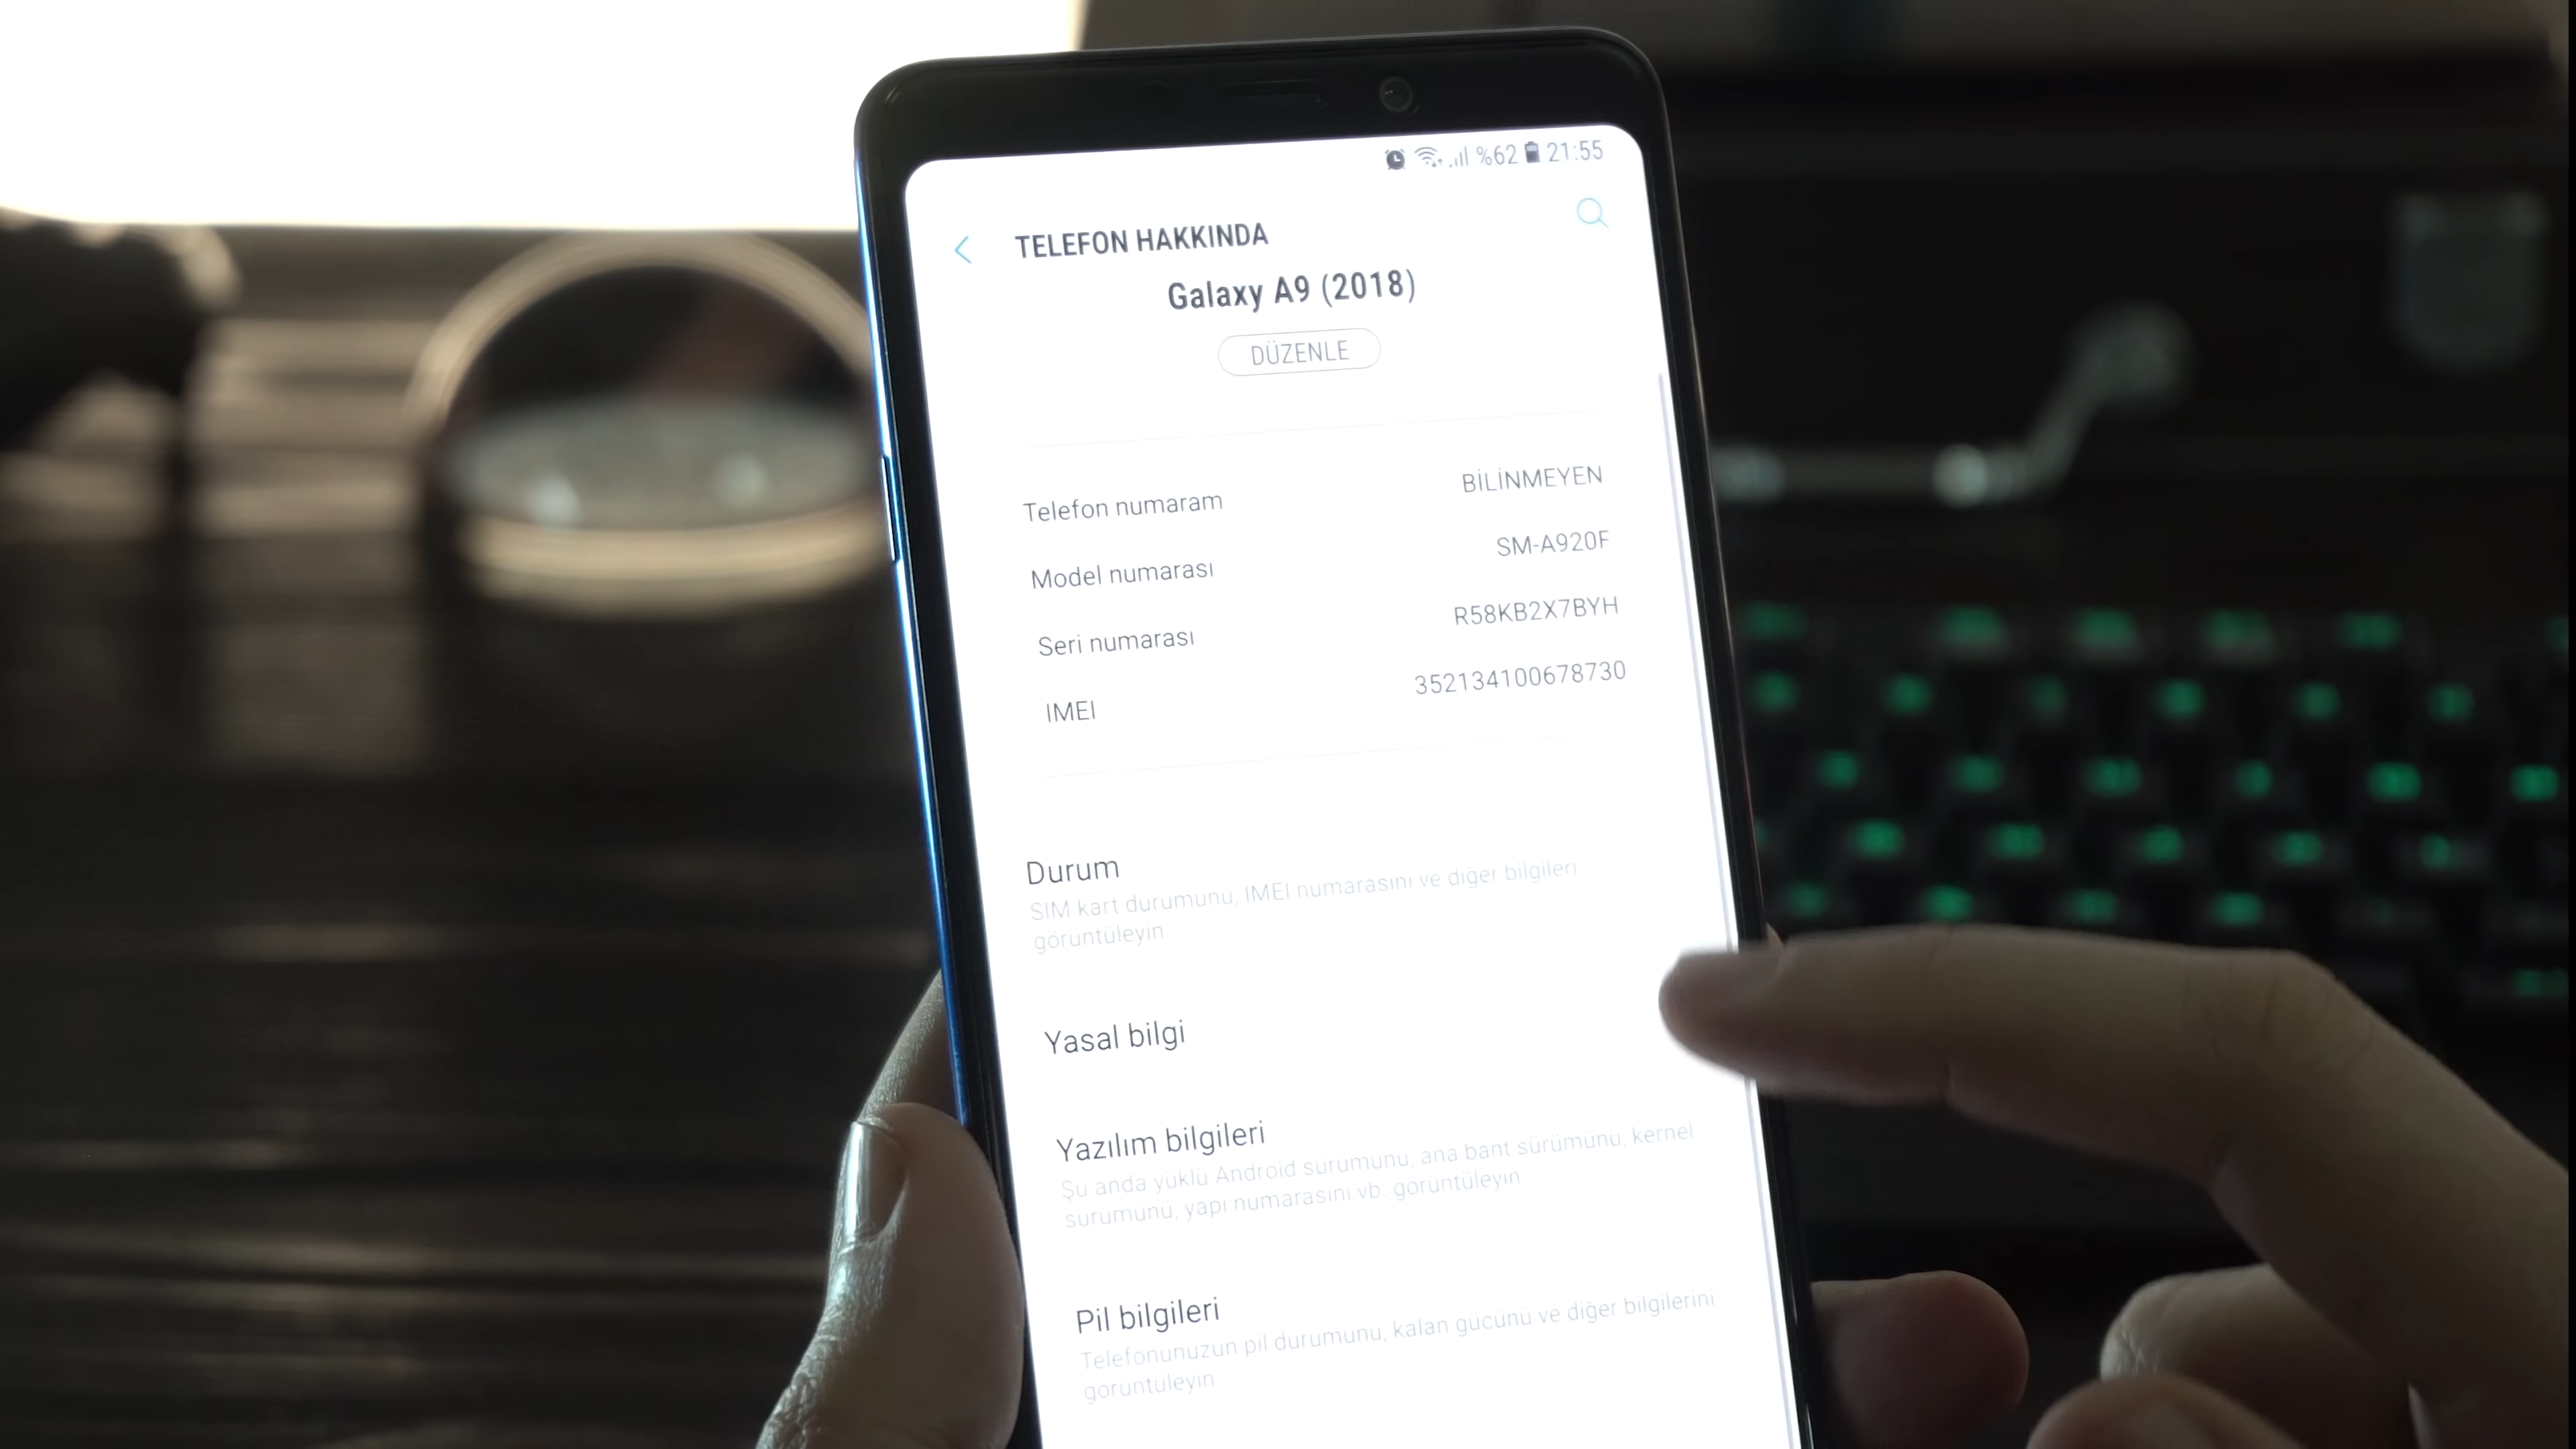 %62 21:55
TELEFON HAKKINDA
Galaxy A9 (2018)
DÜZENLE
Telefon numaram BİLİNMEYEN
Model numarası SM-A920F
Seri numarası R58KB2X7BYH
IMEI 352134100678730
Durum
SIM kart durumunu, IMEI numarasını ve diğer bilgileri
görüntüleyin
Yasal bilgi
Yazılım bilgileri
Şu anda yüklü Android sürümünü, ana bant sürümünü, kernel
sürümünü, yapı numarasını vb. görüntüleyin.
Pil bilgileri
Telefonunuzun pil durumunu, kalan gücünü ve diğer bilgilerini
görüntüleyin